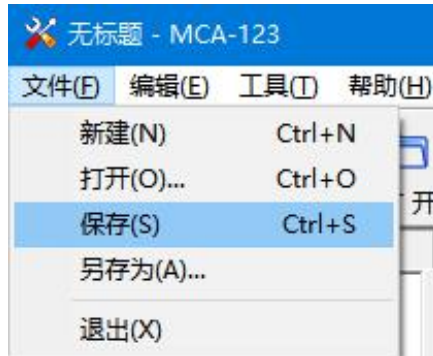 无标题 - MCA-123
文件(F) 编辑(E) 工具(T) 帮助(H)
新建(N) Ctrl+N
打开(O)... Ctrl+O
开
保存(S) Ctrl+S
另存为(A)...
退出(X)